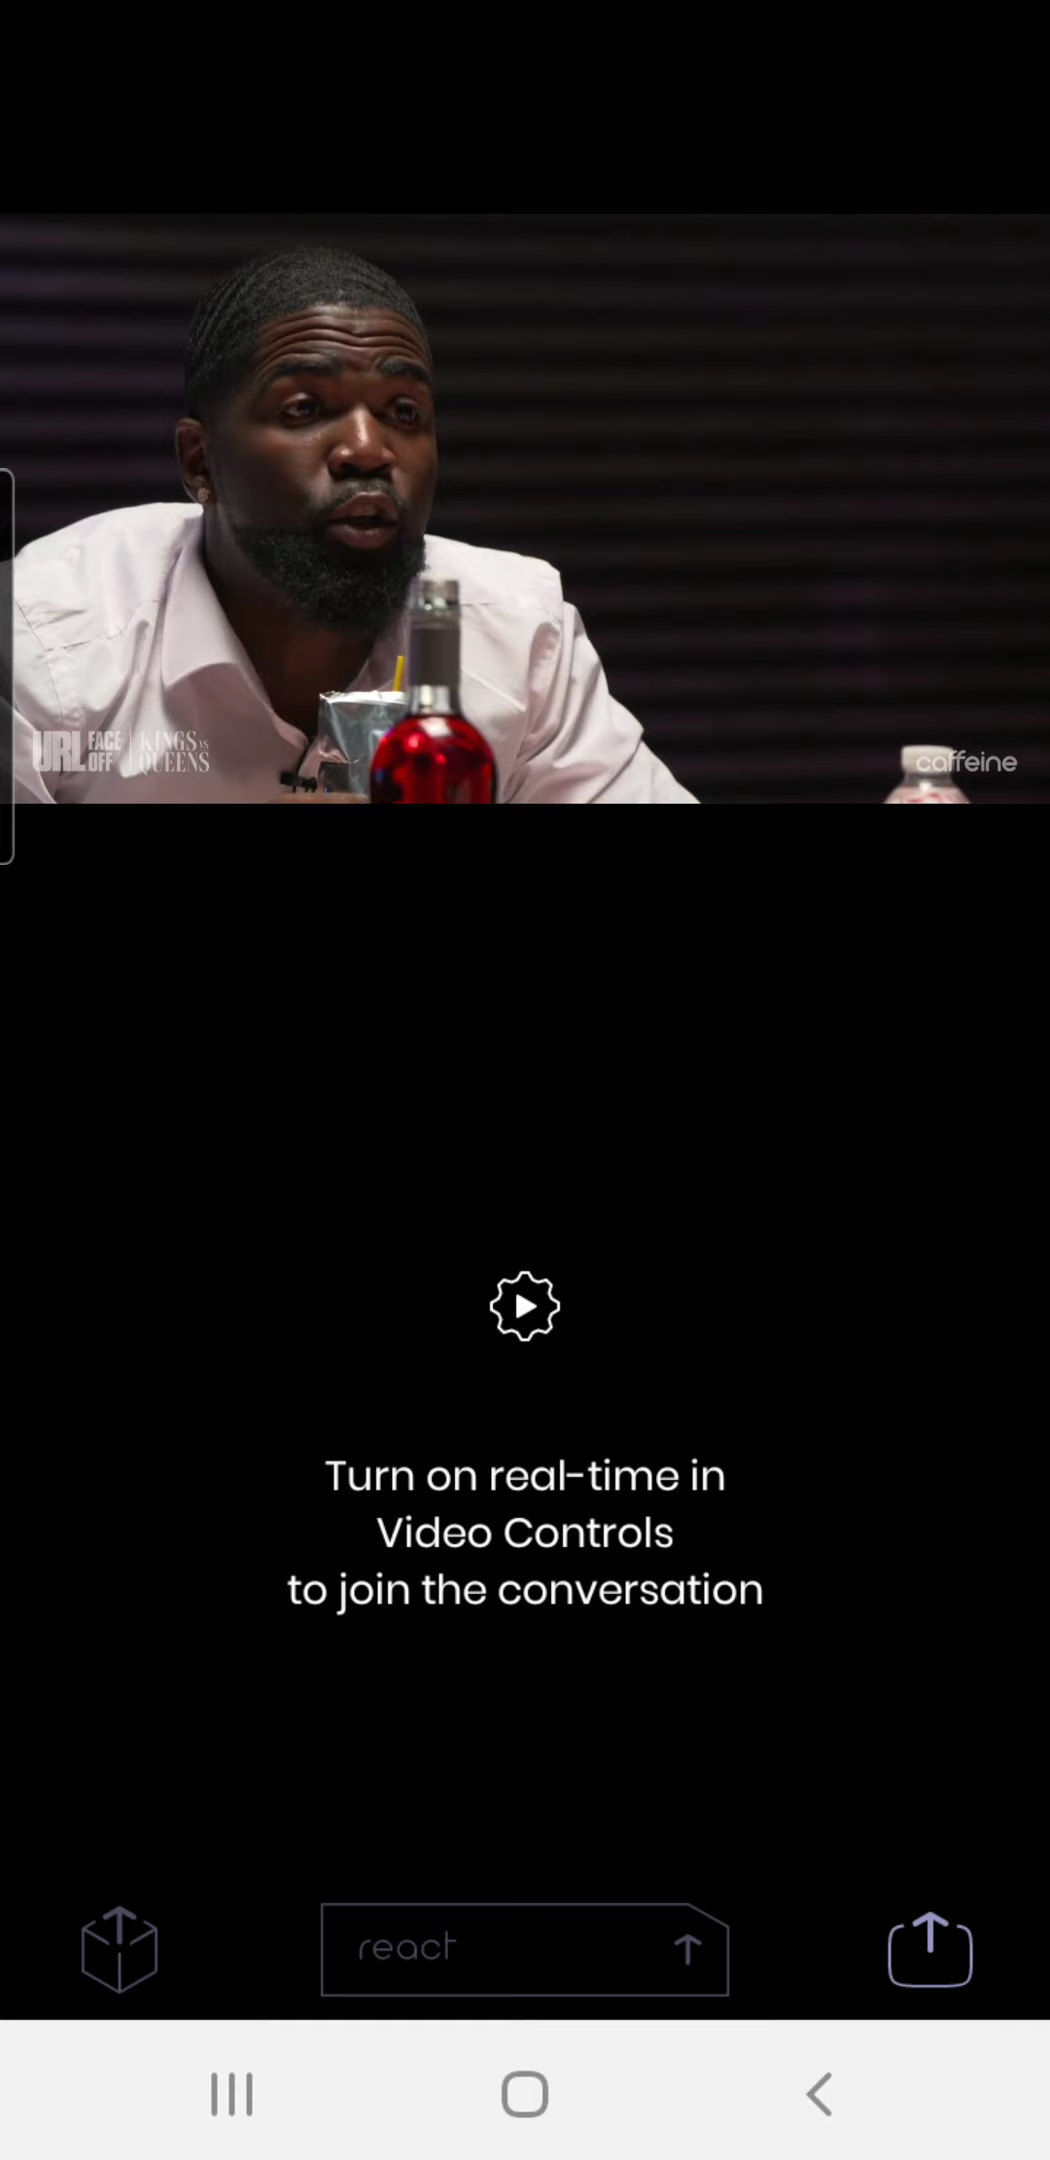 URL FACE OFF | KINGS VS QUEENS
caffeine
Turn on real-time in
Video Controls
to join the conversation
react